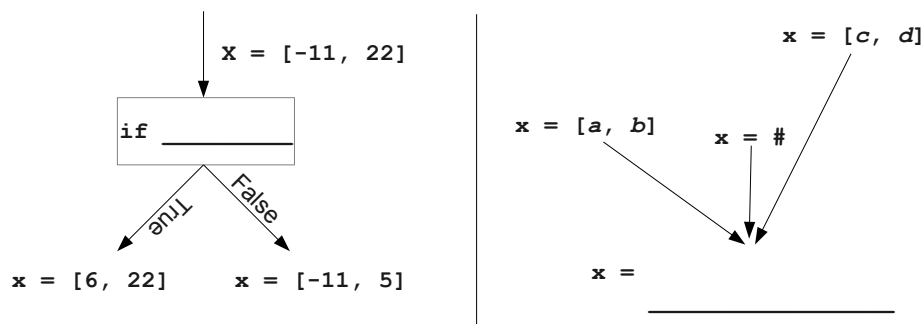 X = [-11, 22]
if
True
False
x = [6, 22]
x = [-11, 5]
x = [c, d]
x = [a, b]
x = #
x =